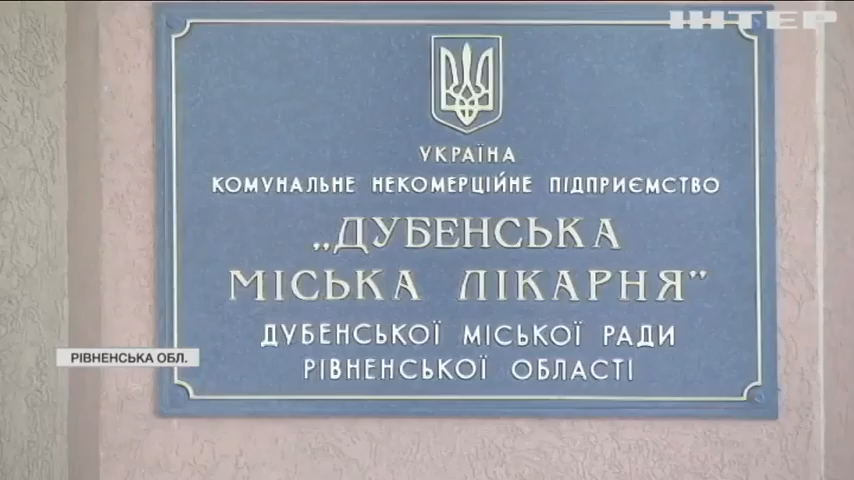 ІНТЕР
УКРАЇНА
КОМУНАЛЬНЕ НЕКОМЕРЦІЙНЕ ПІДПРИЄМСТВО
„ДУБЕНСЬКА
МІСЬКА ЛІКАРНЯ”
ДУБЕНСЬКОЇ МІСЬКОЇ РАДИ
РІВНЕНСЬКОЇ ОБЛАСТІ
РІВНЕНСЬКА ОБЛ.